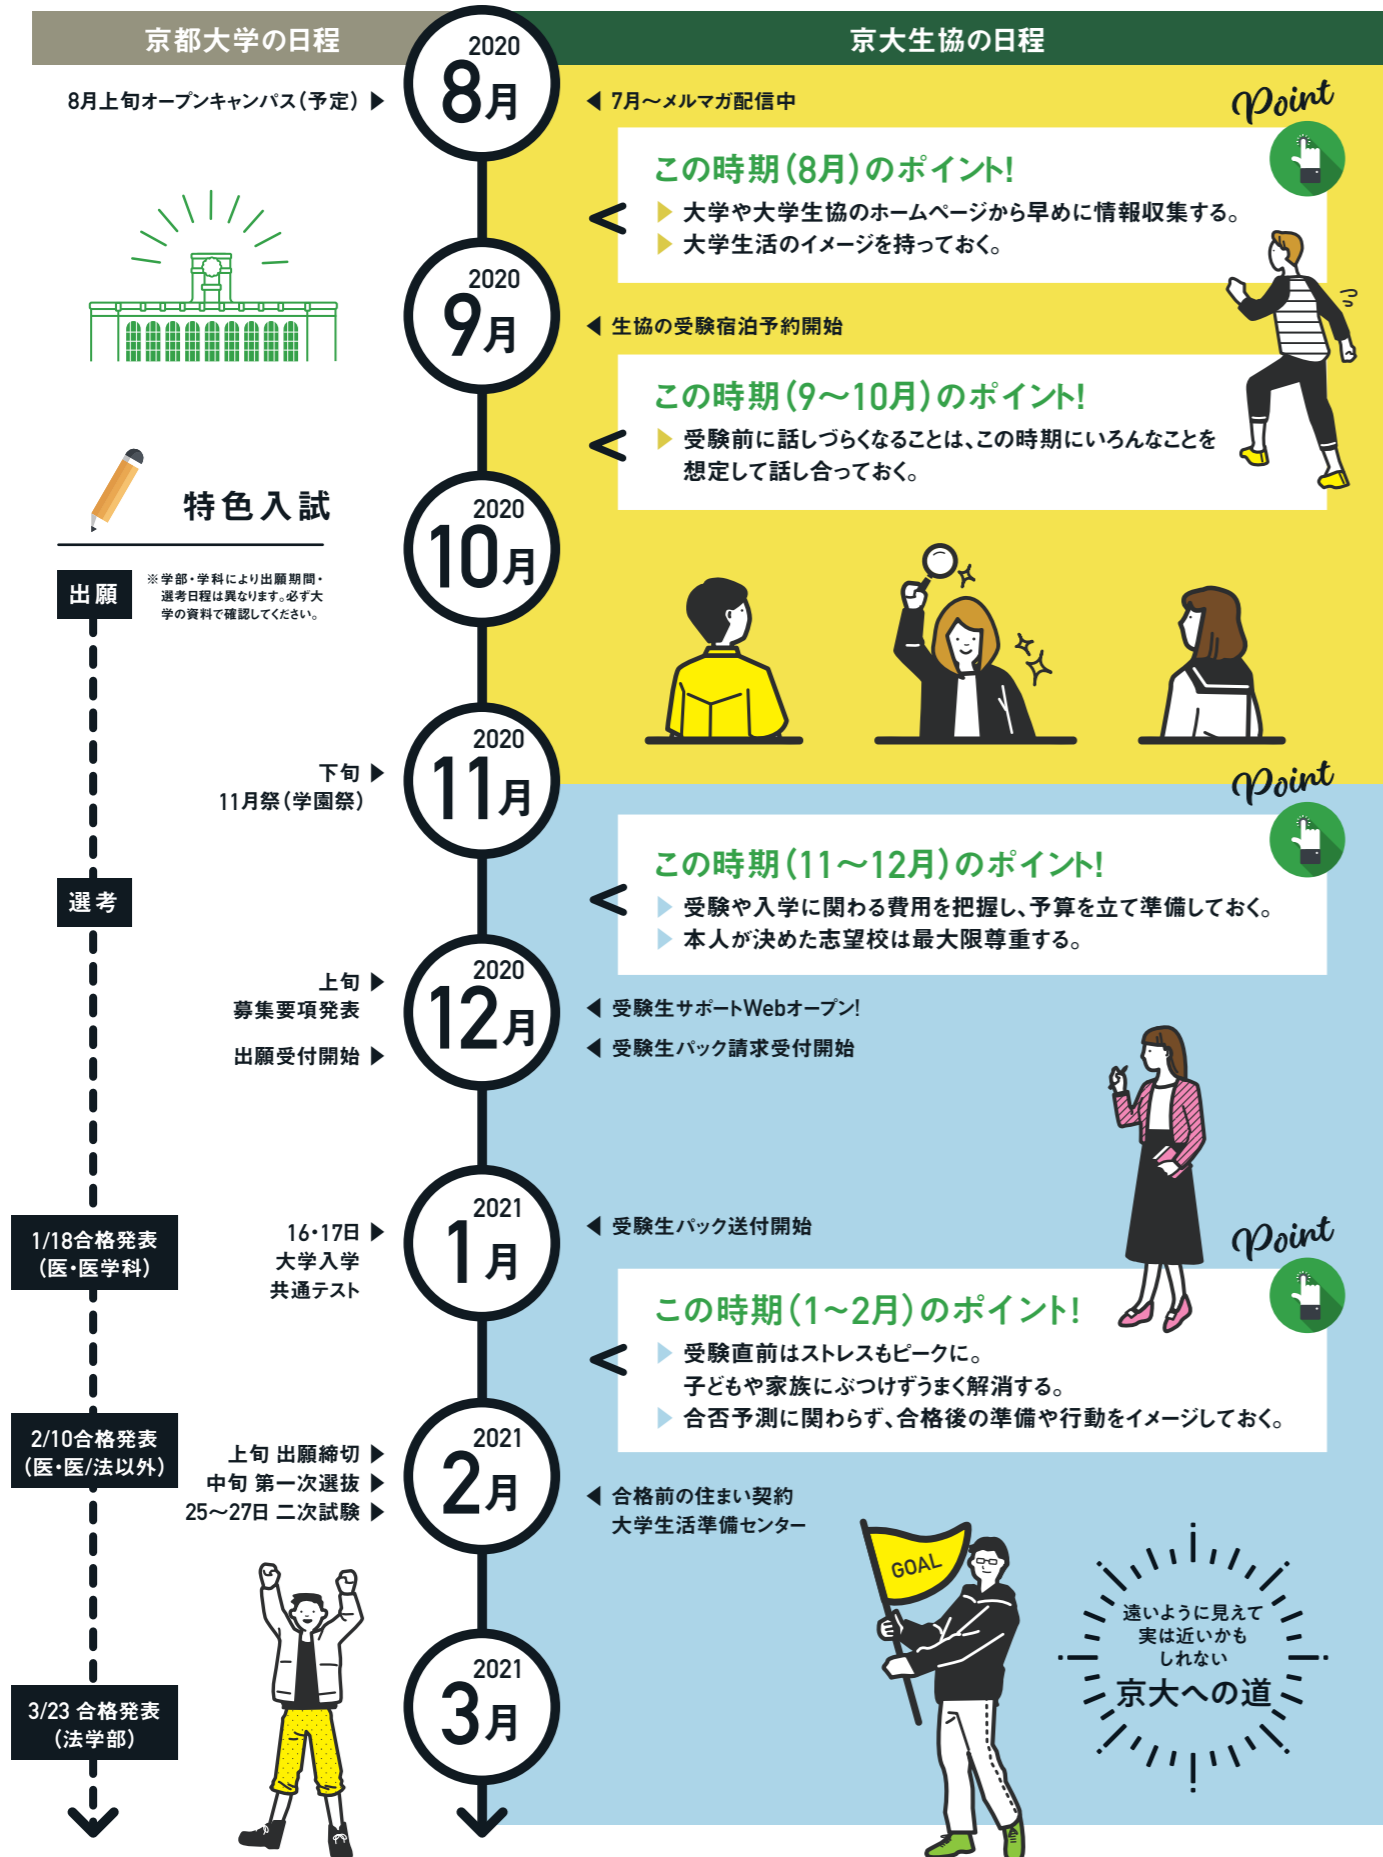 京都大学の日程
京大生協の日程
2020
8月
8月上旬オープンキャンパス（予定）▶
◀ 7月～メルマガ配信中
Point
この時期（8月）のポイント!
▶ 大学や大学生協のホームページから早めに情報収集する。
▶ 大学生活のイメージを持っておく。
2020
9月
◀ 生協の受験宿泊予約開始
この時期（9～10月）のポイント!
▶ 受験前に話しづらくなることは、この時期にいろんなことを
想定して話し合っておく。
特色入試
2020
10月
出願
※学部・学科により出願期間・
選考日程は異なります。必ず大
学の資料で確認してください。
2020
11月
下旬 ▶
11月祭（学園祭）
Point
この時期（11～12月）のポイント!
▶ 受験や入学に関わる費用を把握し、予算を立て準備しておく。
▶ 本人が決めた志望校は最大限尊重する。
選考
2020
12月
上旬 ▶
募集要項発表
出願受付開始 ▶
◀ 受験生サポートWebオープン!
◀ 受験生パック請求受付開始
2021
1月
1/18合格発表
（医・医学科）
16・17日 ▶
大学入学
共通テスト
◀ 受験生パック送付開始
Point
この時期（1～2月）のポイント!
▶ 受験直前はストレスもピークに。
子どもや家族にぶつけずうまく解消する。
▶ 合否予測に関わらず、合格後の準備や行動をイメージしておく。
2021
2月
2/10合格発表
（医・医/法以外）
上旬 出願締切 ▶
中旬 第一次選抜 ▶
25～27日 二次試験 ▶
◀ 合格前の住まい契約
大学生活準備センター
GOAL
遠いように見えて
実は近いかも
しれない
京大への道
2021
3月
3/23 合格発表
（法学部）